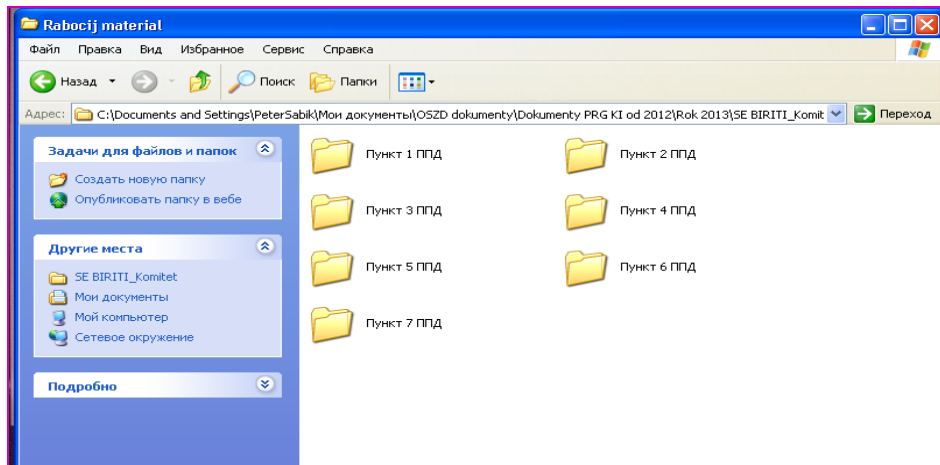 Rabocij material
Файл Правка Вид Избранное Сервис Справка
Назад Поиск Папки
Адрес: C:\Documents and Settings\PeterSabik\Мои документы\OSZD dokumenty\Dokumenty PRG KI od 2012\Rok 2013\SE BIRITI_Komit Переход
Задачи для файлов и папок
Создать новую папку
Опубликовать папку в вебе
Другие места
SE BIRITI_Komitet
Мои документы
Мой компьютер
Сетевое окружение
Подробно
Пункт 1 ППД Пункт 2 ППД
Пункт 3 ППД Пункт 4 ППД
Пункт 5 ППД Пункт 6 ППД
Пункт 7 ППД